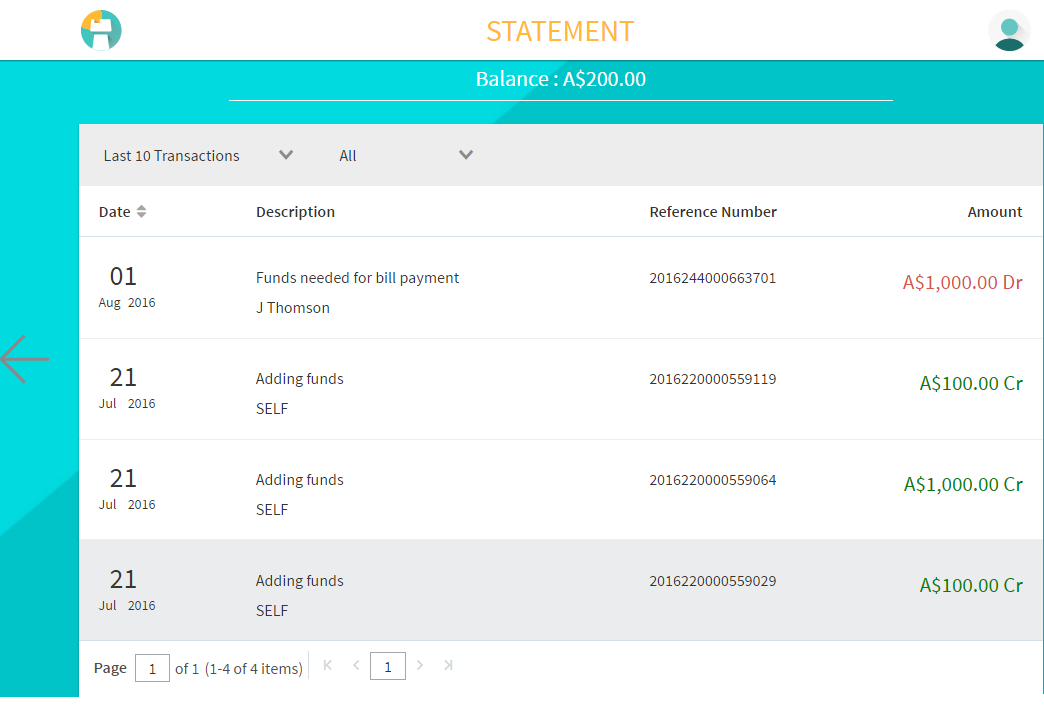 STATEMENT
Balance : A$200.00
Last 10 Transactions All
Date Description Reference Number Amount
01
Aug 2016
Funds needed for bill payment
J Thomson
2016244000663701
A$1,000.00 Dr
21
Jul 2016
Adding funds
SELF
2016220000559119
A$100.00 Cr
21
Jul 2016
Adding funds
SELF
2016220000559064
A$1,000.00 Cr
21
Jul 2016
Adding funds
SELF
2016220000559029
A$100.00 Cr
Page 1 of 1 (1-4 of 4 items) 1